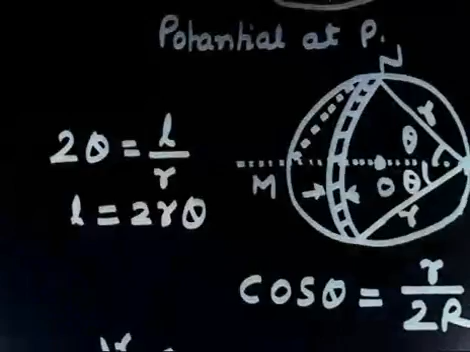 Potential at P.
N
2θ = l/r
l = 2rθ
M
O
r
θ
θ
r
cosθ = r/2R